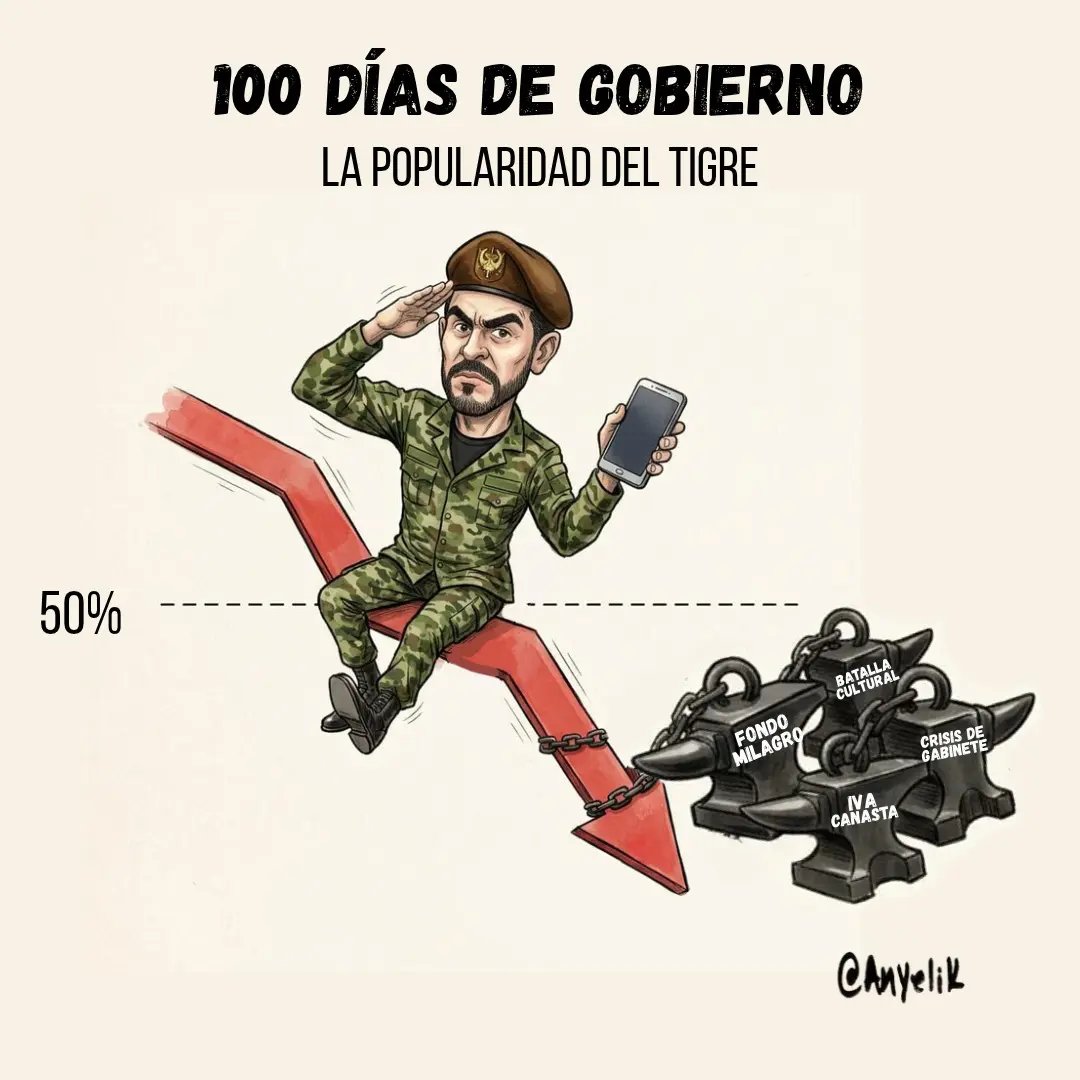 100 DÍAS DE GOBIERNO
LA POPULARIDAD DEL TIGRE
50%
BATALLA
CULTURAL
FONDO
MILAGRO
CRISIS DE
GABINETE
IVA
CANASTA
@Anyelik